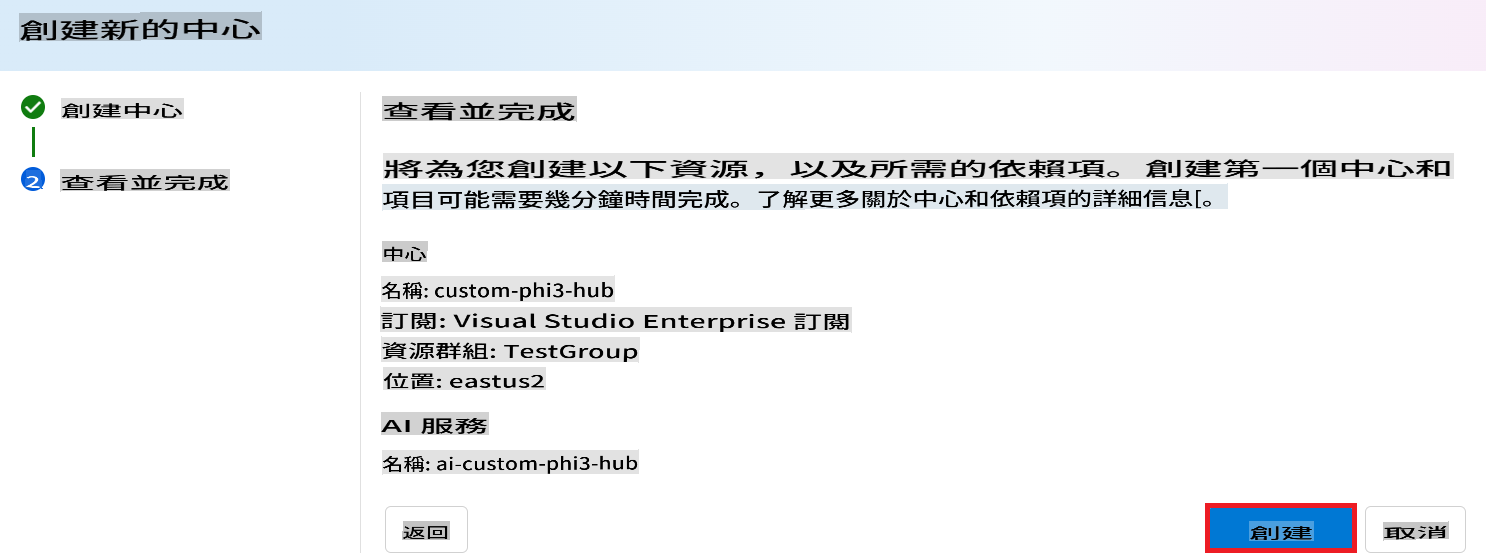 創建新的中心
創建中心
2
查看並完成
查看並完成
將為您創建以下資源，以及所需的依賴項。創建第一個中心和
項目可能需要幾分鐘時間完成。了解更多關於中心和依賴項的詳細信息[。
中心
名稱: custom-phi3-hub
訂閱: Visual Studio Enterprise 訂閱
資源群組: TestGroup
位置: eastus2
AI 服務
名稱: ai-custom-phi3-hub
返回
創建
取消